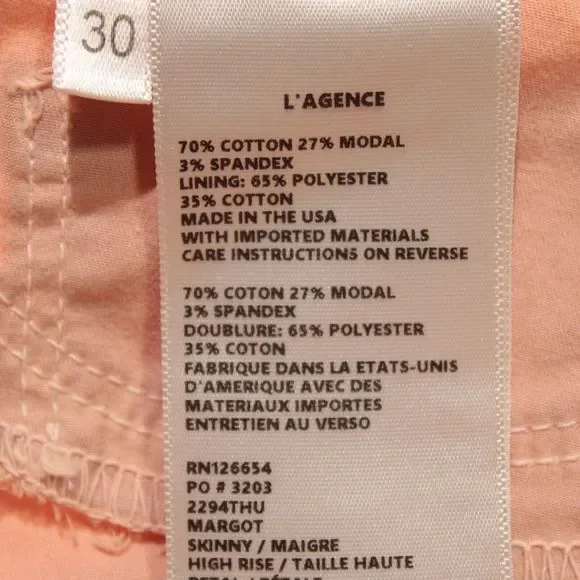 30
L'AGENCE
70% COTTON 27% MODAL
3% SPANDEX
LINING: 65% POLYESTER
35% COTTON
MADE IN THE USA
WITH IMPORTED MATERIALS
CARE INSTRUCTIONS ON REVERSE
70% COTON 27% MODAL
3% SPANDEX
DOUBLURE: 65% POLYESTER
35% COTON
FABRIQUE DANS LA ETATS-UNIS
D'AMERIQUE AVEC DES
MATERIAUX IMPORTES
ENTRETIEN AU VERSO
RN126654
PO # 3203
2294THU
MARGOT
SKINNY / MAIGRE
HIGH RISE / TAILLE HAUTE